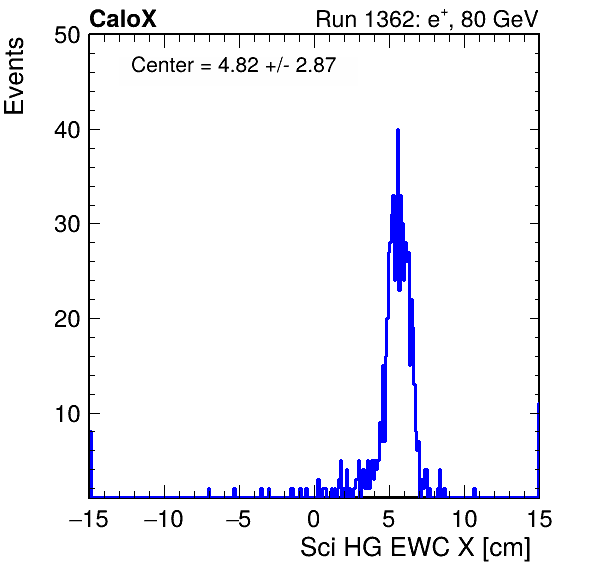 CaloX Run 1362: e⁺, 80 GeV
Events
Center = 4.82 +/- 2.87
50
40
30
20
10
−15 −10 −5 0 5 10 15
Sci HG EWC X [cm]